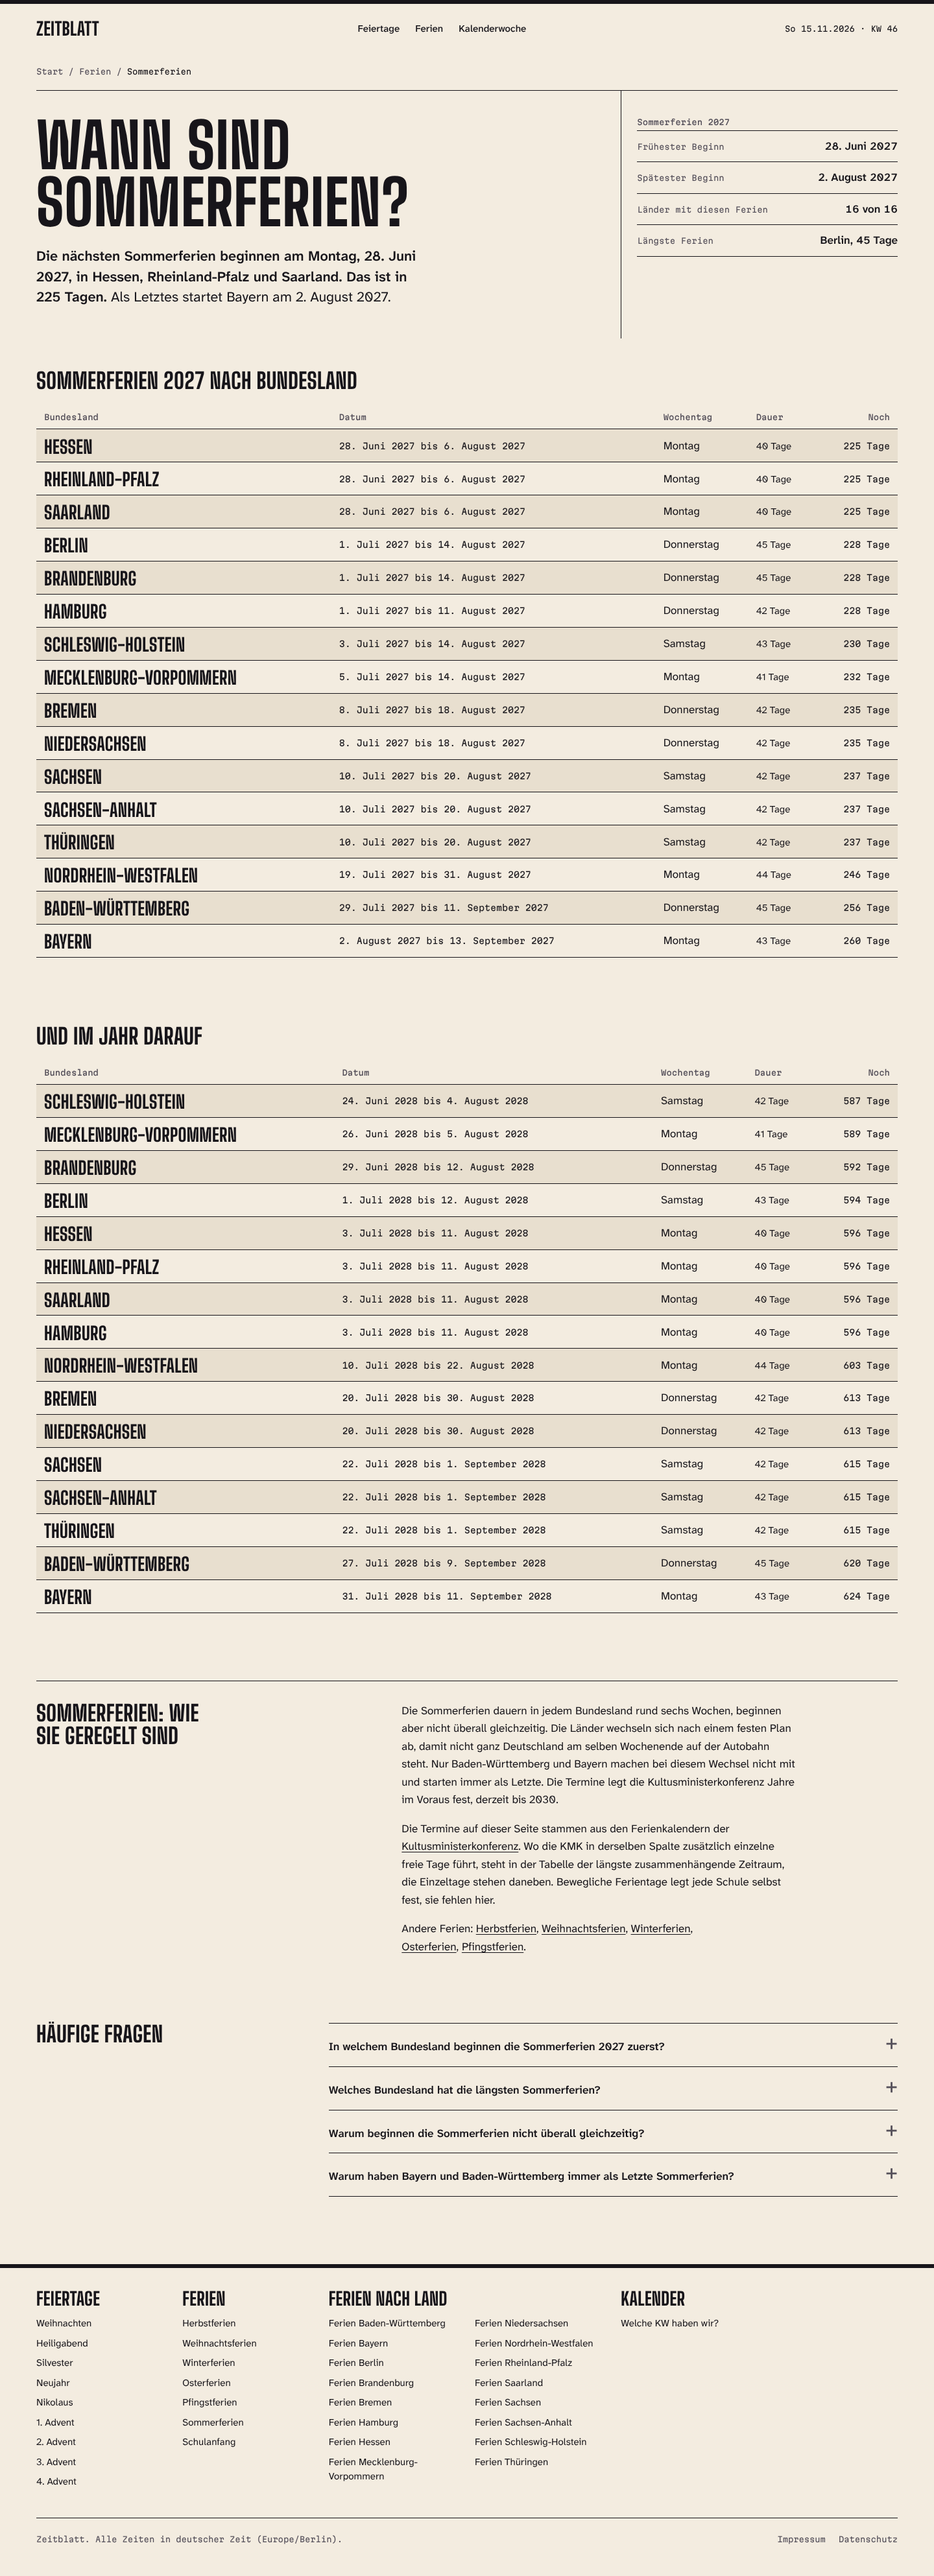 ZEITBLATT
Feiertage Ferien Kalenderwoche
So 15.11.2026 · KW 46
Start / Ferien / Sommerferien
WANN SIND
SOMMERFERIEN?
Die nächsten Sommerferien beginnen am Montag, 28. Juni
2027, in Hessen, Rheinland-Pfalz und Saarland. Das ist in
225 Tagen. Als Letztes startet Bayern am 2. August 2027.
Sommerferien 2027
Frühester Beginn 28. Juni 2027
Spätester Beginn 2. August 2027
Länder mit diesen Ferien 16 von 16
Längste Ferien Berlin, 45 Tage
SOMMERFERIEN 2027 NACH BUNDESLAND
Bundesland Datum Wochentag Dauer Noch
HESSEN 28. Juni 2027 bis 6. August 2027 Montag 40 Tage 225 Tage
RHEINLAND-PFALZ 28. Juni 2027 bis 6. August 2027 Montag 40 Tage 225 Tage
SAARLAND 28. Juni 2027 bis 6. August 2027 Montag 40 Tage 225 Tage
BERLIN 1. Juli 2027 bis 14. August 2027 Donnerstag 45 Tage 228 Tage
BRANDENBURG 1. Juli 2027 bis 14. August 2027 Donnerstag 45 Tage 228 Tage
HAMBURG 1. Juli 2027 bis 11. August 2027 Donnerstag 42 Tage 228 Tage
SCHLESWIG-HOLSTEIN 3. Juli 2027 bis 14. August 2027 Samstag 43 Tage 230 Tage
MECKLENBURG-VORPOMMERN 5. Juli 2027 bis 14. August 2027 Montag 41 Tage 232 Tage
BREMEN 8. Juli 2027 bis 18. August 2027 Donnerstag 42 Tage 235 Tage
NIEDERSACHSEN 8. Juli 2027 bis 18. August 2027 Donnerstag 42 Tage 235 Tage
SACHSEN 10. Juli 2027 bis 20. August 2027 Samstag 42 Tage 237 Tage
SACHSEN-ANHALT 10. Juli 2027 bis 20. August 2027 Samstag 42 Tage 237 Tage
THÜRINGEN 10. Juli 2027 bis 20. August 2027 Samstag 42 Tage 237 Tage
NORDRHEIN-WESTFALEN 19. Juli 2027 bis 31. August 2027 Montag 44 Tage 246 Tage
BADEN-WÜRTTEMBERG 29. Juli 2027 bis 11. September 2027 Donnerstag 45 Tage 256 Tage
BAYERN 2. August 2027 bis 13. September 2027 Montag 43 Tage 260 Tage
UND IM JAHR DARAUF
Bundesland Datum Wochentag Dauer Noch
SCHLESWIG-HOLSTEIN 24. Juni 2028 bis 4. August 2028 Samstag 42 Tage 587 Tage
MECKLENBURG-VORPOMMERN 26. Juni 2028 bis 5. August 2028 Montag 41 Tage 589 Tage
BRANDENBURG 29. Juni 2028 bis 12. August 2028 Donnerstag 45 Tage 592 Tage
BERLIN 1. Juli 2028 bis 12. August 2028 Samstag 43 Tage 594 Tage
HESSEN 3. Juli 2028 bis 11. August 2028 Montag 40 Tage 596 Tage
RHEINLAND-PFALZ 3. Juli 2028 bis 11. August 2028 Montag 40 Tage 596 Tage
SAARLAND 3. Juli 2028 bis 11. August 2028 Montag 40 Tage 596 Tage
HAMBURG 3. Juli 2028 bis 11. August 2028 Montag 40 Tage 596 Tage
NORDRHEIN-WESTFALEN 10. Juli 2028 bis 22. August 2028 Montag 44 Tage 603 Tage
BREMEN 20. Juli 2028 bis 30. August 2028 Donnerstag 42 Tage 613 Tage
NIEDERSACHSEN 20. Juli 2028 bis 30. August 2028 Donnerstag 42 Tage 613 Tage
SACHSEN 22. Juli 2028 bis 1. September 2028 Samstag 42 Tage 615 Tage
SACHSEN-ANHALT 22. Juli 2028 bis 1. September 2028 Samstag 42 Tage 615 Tage
THÜRINGEN 22. Juli 2028 bis 1. September 2028 Samstag 42 Tage 615 Tage
BADEN-WÜRTTEMBERG 27. Juli 2028 bis 9. September 2028 Donnerstag 45 Tage 620 Tage
BAYERN 31. Juli 2028 bis 11. September 2028 Montag 43 Tage 624 Tage
SOMMERFERIEN: WIE
SIE GEREGELT SIND
Die Sommerferien dauern in jedem Bundesland rund sechs Wochen, beginnen
aber nicht überall gleichzeitig. Die Länder wechseln sich nach einem festen Plan
ab, damit nicht ganz Deutschland am selben Wochenende auf der Autobahn
steht. Nur Baden-Württemberg und Bayern machen bei diesem Wechsel nicht mit
und starten immer als Letzte. Die Termine legt die Kultusministerkonferenz Jahre
im Voraus fest, derzeit bis 2030.
Die Termine auf dieser Seite stammen aus den Ferienkalendern der
Kultusministerkonferenz. Wo die KMK in derselben Spalte zusätzlich einzelne
freie Tage führt, steht in der Tabelle der längste zusammenhängende Zeitraum,
die Einzeltage stehen daneben. Bewegliche Ferientage legt jede Schule selbst
fest, sie fehlen hier.
Andere Ferien: Herbstferien, Weihnachtsferien, Winterferien,
Osterferien, Pfingstferien.
HÄUFIGE FRAGEN
In welchem Bundesland beginnen die Sommerferien 2027 zuerst? +
Welches Bundesland hat die längsten Sommerferien? +
Warum beginnen die Sommerferien nicht überall gleichzeitig? +
Warum haben Bayern und Baden-Württemberg immer als Letzte Sommerferien? +
FEIERTAGE
Weihnachten
Heiligabend
Silvester
Neujahr
Nikolaus
1. Advent
2. Advent
3. Advent
4. Advent
FERIEN
Herbstferien
Weihnachtsferien
Winterferien
Osterferien
Pfingstferien
Sommerferien
Schulanfang
FERIEN NACH LAND
Ferien Baden-Württemberg
Ferien Bayern
Ferien Berlin
Ferien Brandenburg
Ferien Bremen
Ferien Hamburg
Ferien Hessen
Ferien Mecklenburg-
Vorpommern
Ferien Niedersachsen
Ferien Nordrhein-Westfalen
Ferien Rheinland-Pfalz
Ferien Saarland
Ferien Sachsen
Ferien Sachsen-Anhalt
Ferien Schleswig-Holstein
Ferien Thüringen
KALENDER
Welche KW haben wir?
Zeitblatt. Alle Zeiten in deutscher Zeit (Europe/Berlin).
Impressum Datenschutz